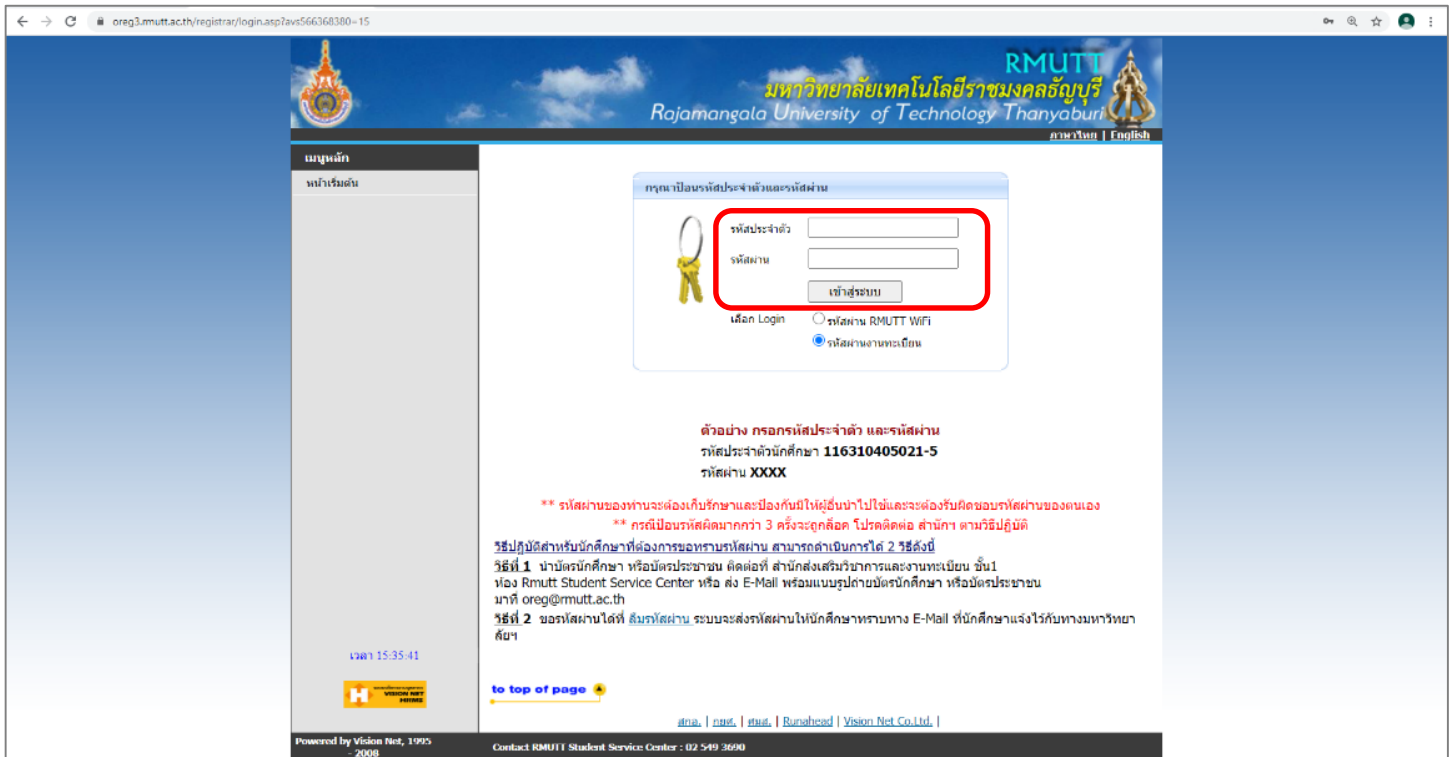 oreg3.rmutt.ac.th/registrar/login.asp?avs566368380=15
RMUTT
มหาวิทยาลัยเทคโนโลยีราชมงคลธัญบุรี
Rajamangala University of Technology Thanyaburi
ภาษาไทย | English
เมนูหลัก
หน้าเริ่มต้น
กรุณาป้อนรหัสประจำตัวและรหัสผ่าน
รหัสประจำตัว
รหัสผ่าน
เข้าสู่ระบบ
เลือก Login
รหัสผ่าน RMUTT WiFi
รหัสผ่านงานทะเบียน
ตัวอย่าง กรอกรหัสประจำตัว และรหัสผ่าน
รหัสประจำตัวนักศึกษา 116310405021-5
รหัสผ่าน XXXX
** รหัสผ่านของท่านจะต้องเก็บรักษาและป้องกันมิให้ผู้อื่นนำไปใช้และจะต้องรับผิดชอบรหัสผ่านของตนเอง
** กรณีป้อนรหัสผิดมากกว่า 3 ครั้งจะถูกล็อค โปรดติดต่อ สำนักฯ ตามวิธีปฏิบัติ
วิธีปฏิบัติสำหรับนักศึกษาที่ต้องการขอทราบรหัสผ่าน สามารถดำเนินการได้ 2 วิธีดังนี้
วิธีที่ 1 นำบัตรนักศึกษา หรือบัตรประชาชน ติดต่อที่ สำนักส่งเสริมวิชาการและงานทะเบียน ชั้น1
ห้อง Rmutt Student Service Center หรือ ส่ง E-Mail พร้อมแนบรูปถ่ายบัตรนักศึกษา หรือบัตรประชาชน
มาที่ oreg@rmutt.ac.th
วิธีที่ 2 ขอรหัสผ่านได้ที่ ลืมรหัสผ่าน ระบบจะส่งรหัสผ่านให้นักศึกษาทราบทาง E-Mail ที่นักศึกษาแจ้งไว้กับทางมหาวิทยา
ลัยฯ
เวลา 15:35:41
VISION NET
to top of page
สกอ. | กยศ. | สมศ. | Runahead | Vision Net Co.Ltd. |
Powered by Vision Net, 1995
- 2008
Contact RMUTT Student Service Center : 02 549 3690